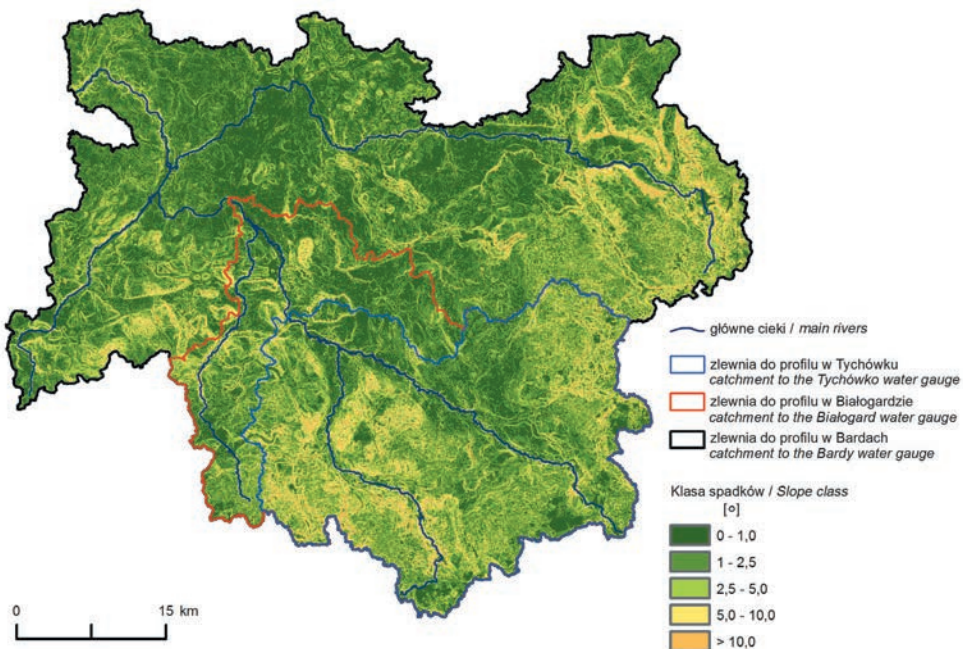 główne cieki / main rivers
zlewnia do profilu w Tychówku
catchment to the Tychówko water gauge
zlewnia do profilu w Białogardzie
catchment to the Białogard water gauge
zlewnia do profilu w Bardach
catchment to the Bardy water gauge
Klasa spadków / Slope class
[o]
0 - 1,0
1 - 2,5
2,5 - 5,0
5,0 - 10,0
> 10,0
0 15 km